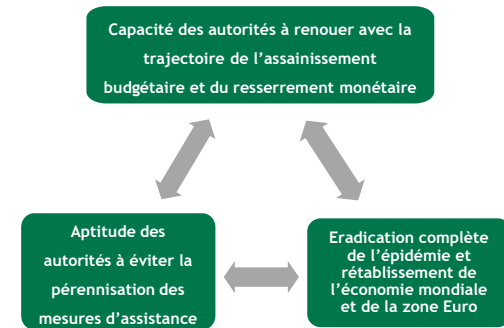 Capacité des autorités à renouer avec la
trajectoire de l'assainissement
budgétaire et du resserrement monétaire
Aptitude des
autorités à éviter la
pérennisation des
mesures d'assistance
Eradication complète
de l'épidémie et
rétablissement de
l'économie mondiale
et de la zone Euro